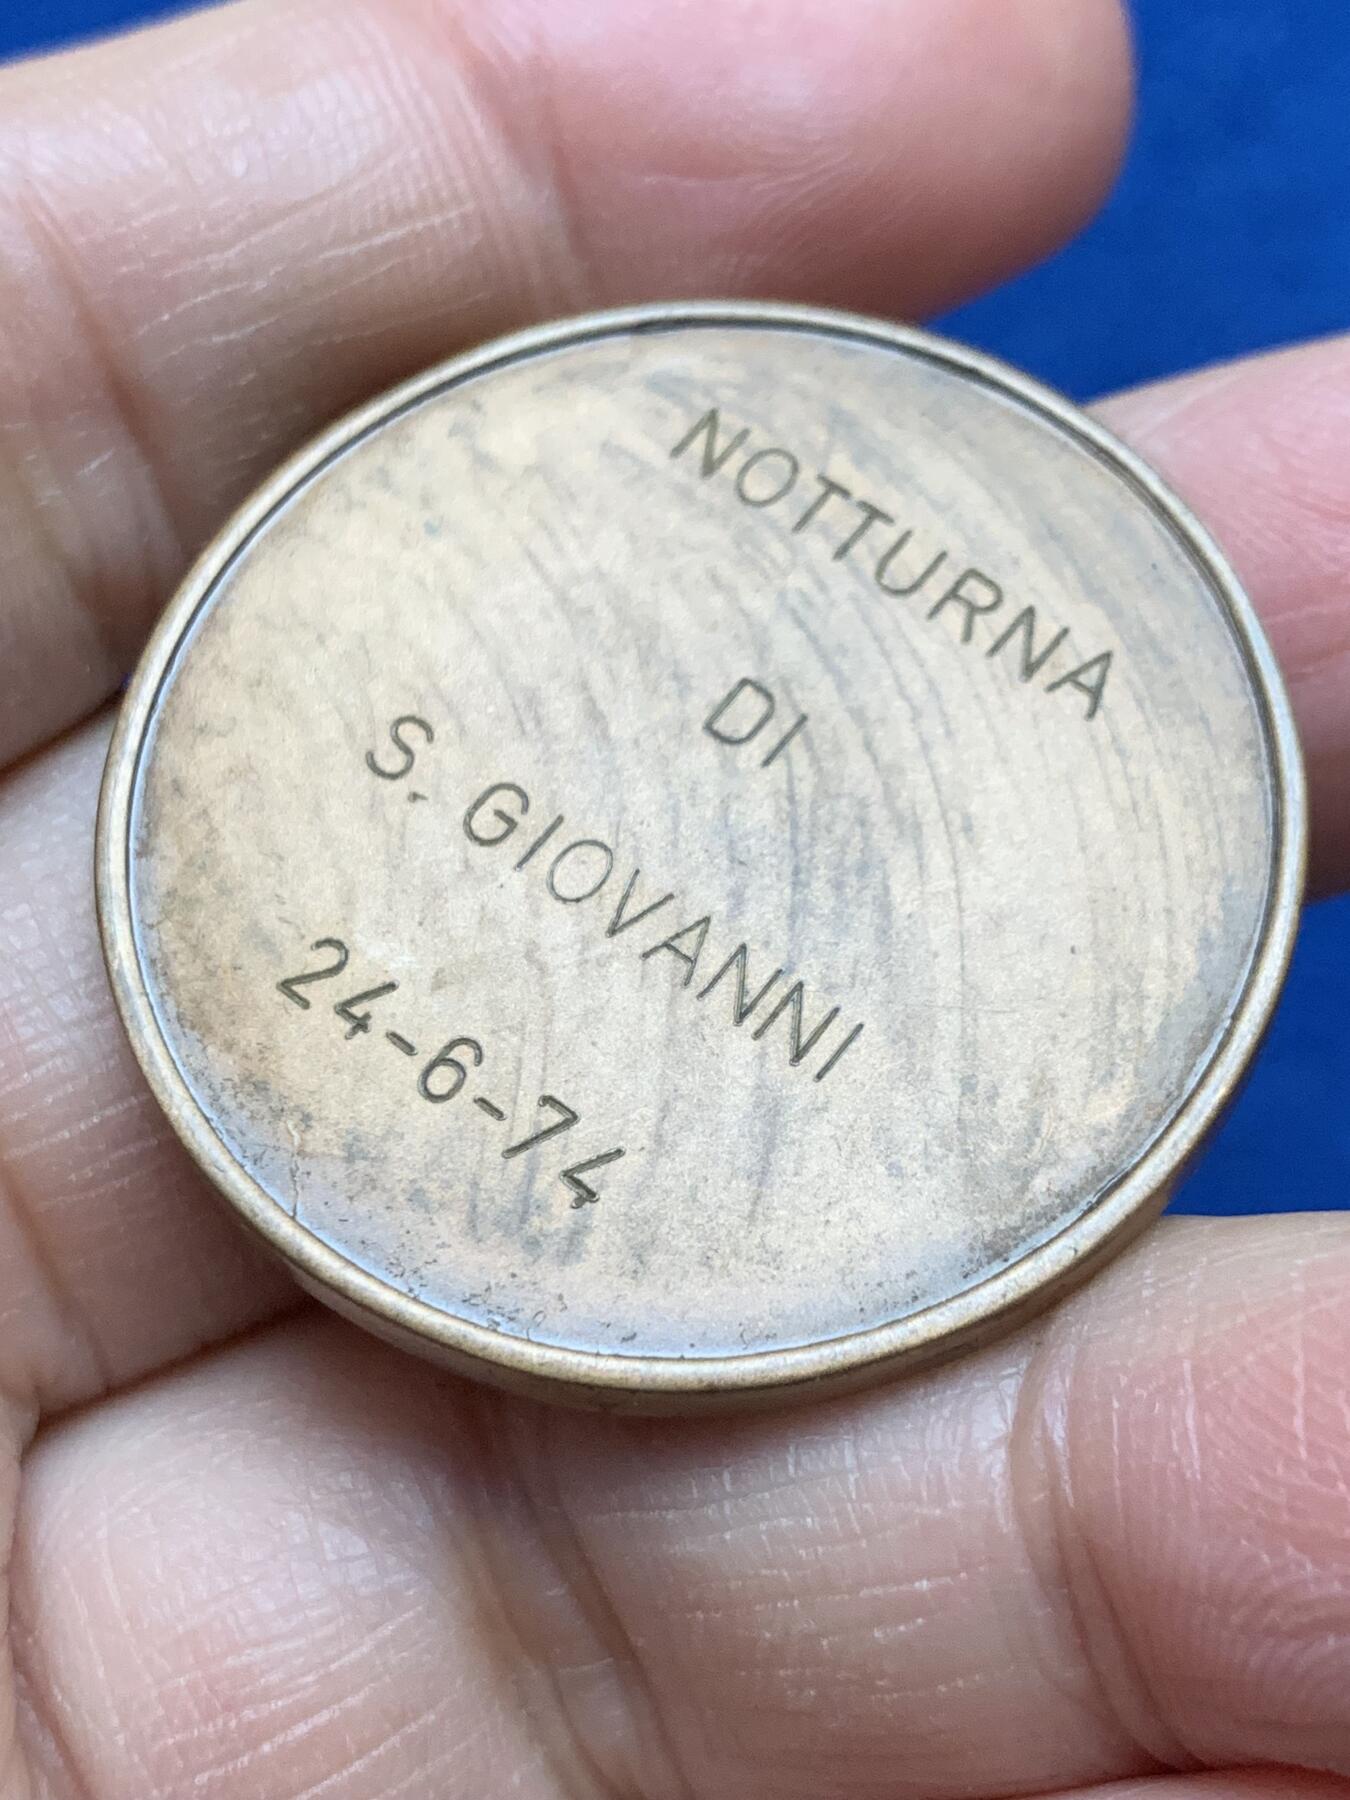 NOTTURNA
DI
S. GIOVANNI
24-6-74